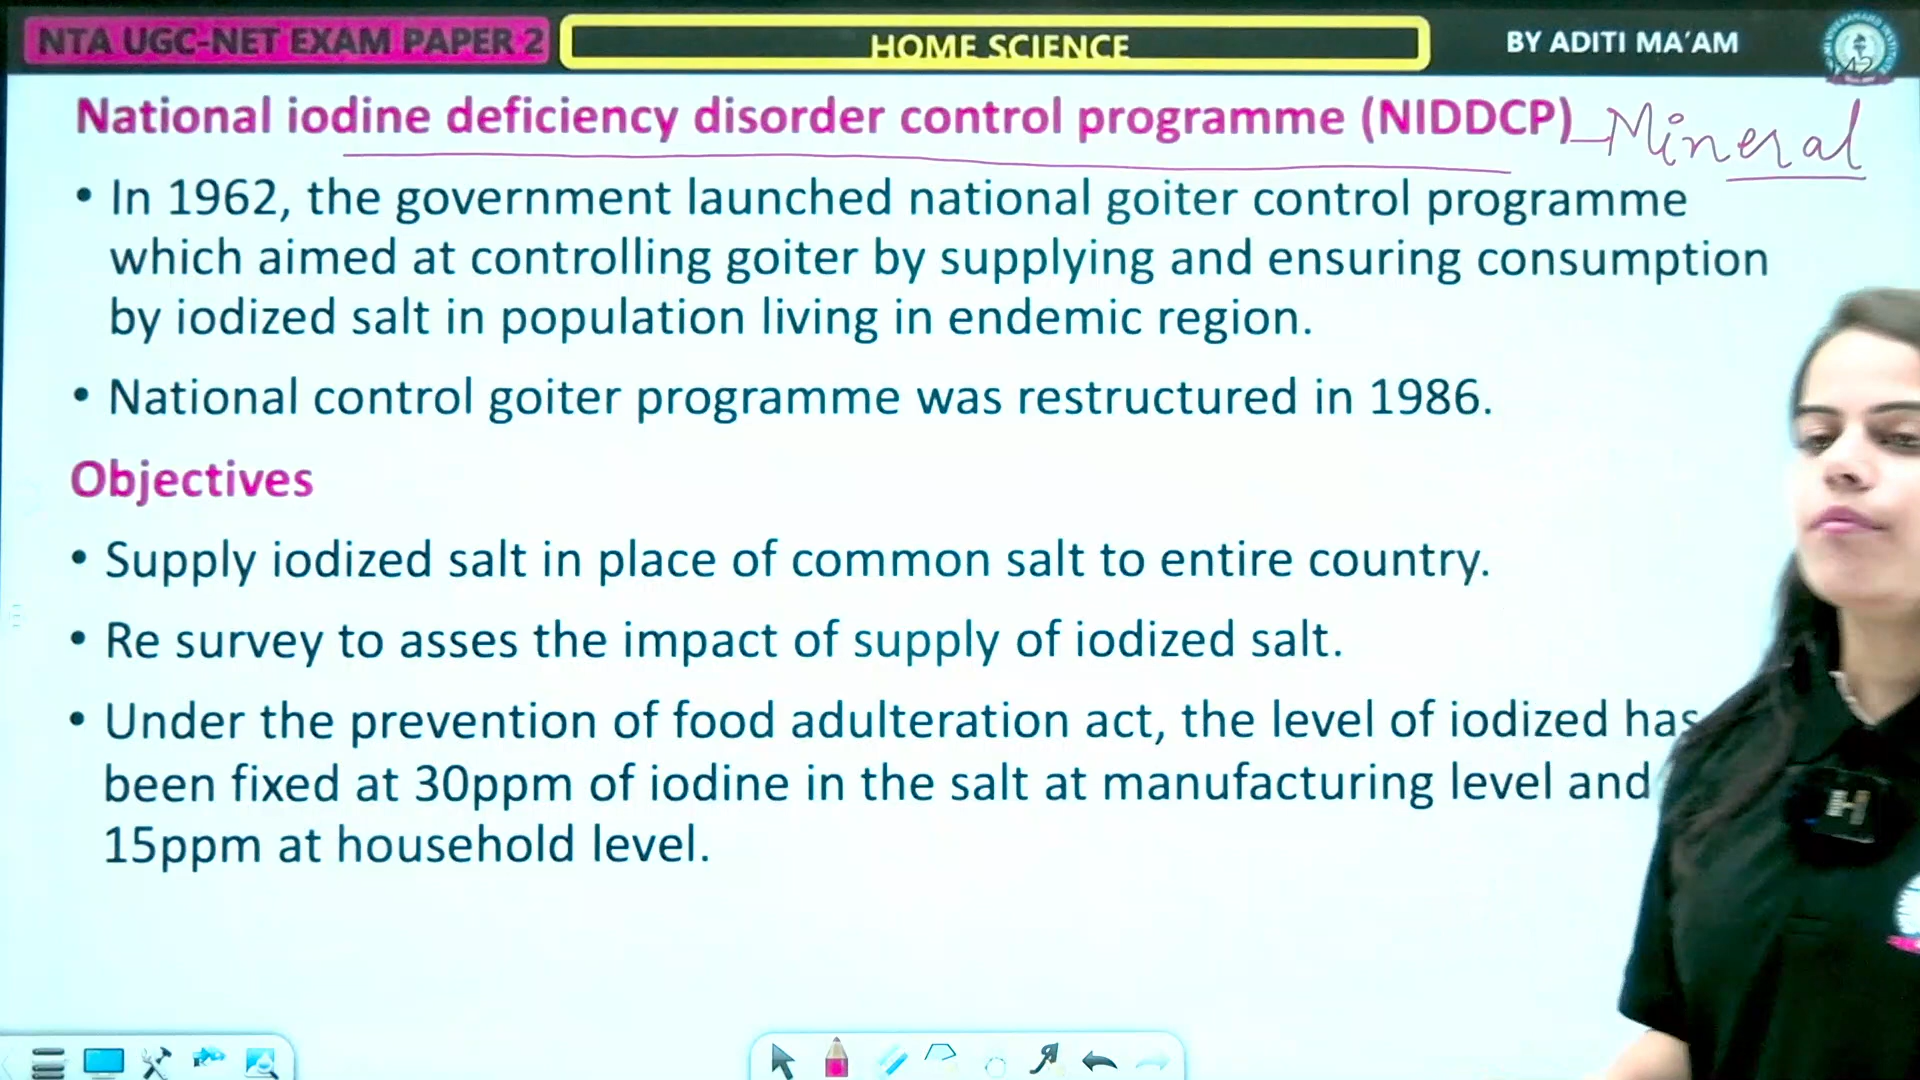 NTA UGC-NET EXAM PAPER 2
HOME SCIENCE
BY ADITI MA'AM
National iodine deficiency disorder control programme (NIDDCP) - Mineral
• In 1962, the government launched national goiter control programme
which aimed at controlling goiter by supplying and ensuring consumption
by iodized salt in population living in endemic region.
• National control goiter programme was restructured in 1986.
Objectives
• Supply iodized salt in place of common salt to entire country.
• Re survey to asses the impact of supply of iodized salt.
• Under the prevention of food adulteration act, the level of iodized has
been fixed at 30ppm of iodine in the salt at manufacturing level and
15ppm at household level.
H